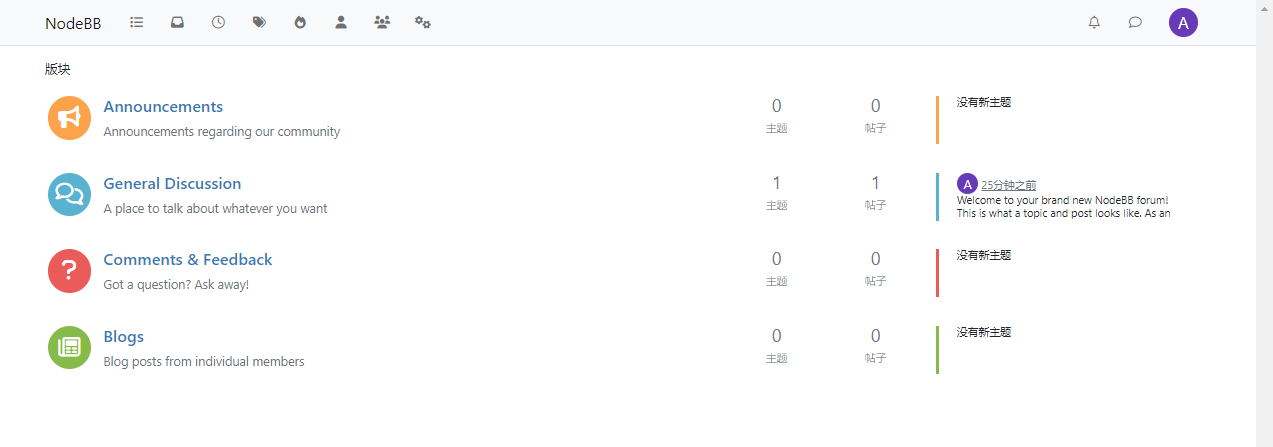 NodeBB
A
版块
Announcements
Announcements regarding our community
0
主题
0
帖子
没有新主题
General Discussion
A place to talk about whatever you want
1
主题
1
帖子
A 25分钟之前
Welcome to your brand new NodeBB forum!
This is what a topic and post looks like. As an
Comments & Feedback
Got a question? Ask away!
0
主题
0
帖子
没有新主题
Blogs
Blog posts from individual members
0
主题
0
帖子
没有新主题